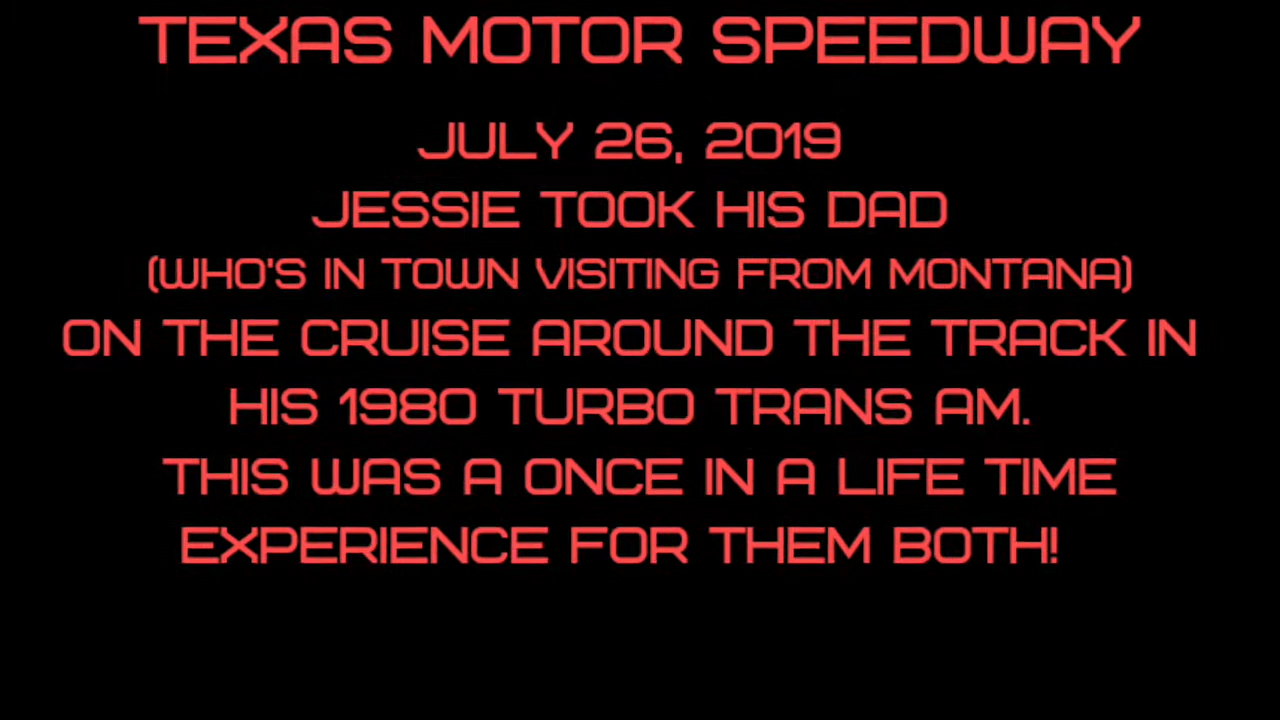 TEXAS MOTOR SPEEDWAY
JULY 26, 2019
JESSIE TOOK HIS DAD
(WHO'S IN TOWN VISITING FROM MONTANA)
ON THE CRUISE AROUND THE TRACK IN
HIS 1980 TURBO TRANS AM.
THIS WAS A ONCE IN A LIFE TIME
EXPERIENCE FOR THEM BOTH!